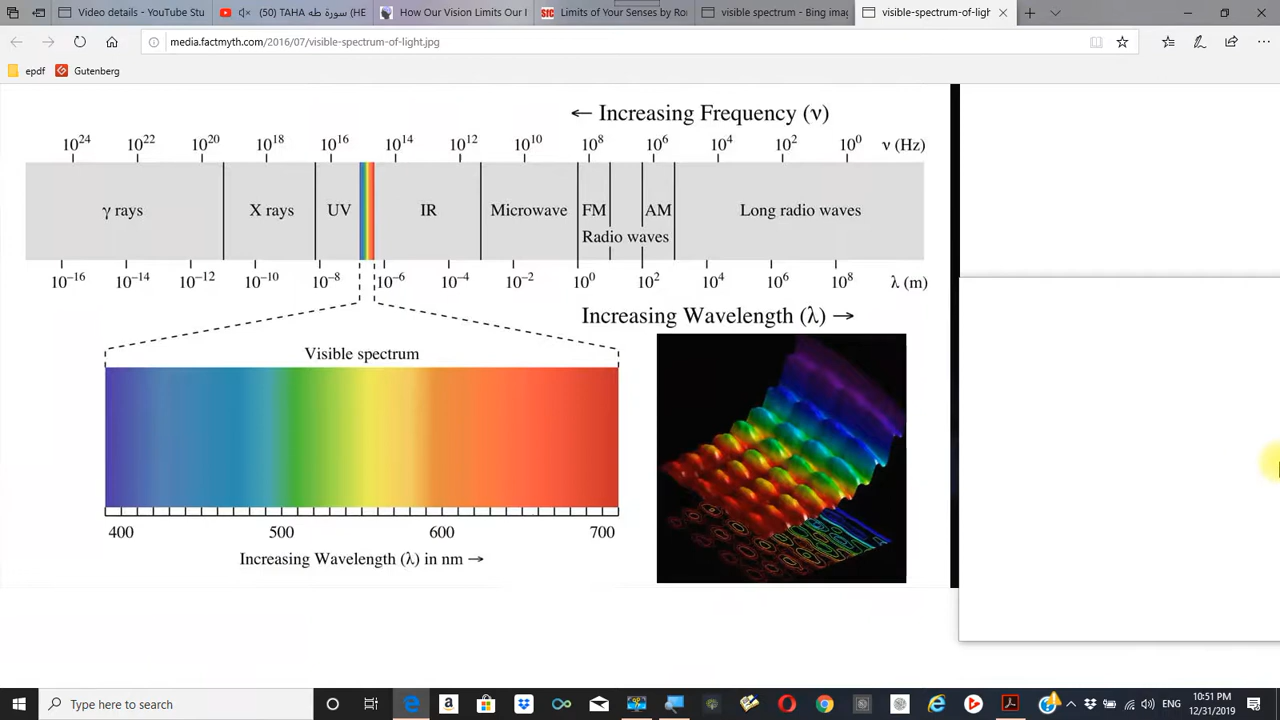 Video details - YouTube Stu
(50) TAHA سورة طه (HE
How Our Vision Limits Our I
Limits of Your Senses by Ro
visible spectrum - Bing imag
visible-spectrum-of-ligh
media.factmyth.com/2016/07/visible-spectrum-of-light.jpg
epdf
Gutenberg
← Increasing Frequency (ν)
10²⁴ 10²² 10²⁰ 10¹⁸ 10¹⁶ 10¹⁴ 10¹² 10¹⁰ 10⁸ 10⁶ 10⁴ 10² 10⁰ ν (Hz)
γ rays X rays UV IR Microwave FM AM Long radio waves
Radio waves
10⁻¹⁶ 10⁻¹⁴ 10⁻¹² 10⁻¹⁰ 10⁻⁸ 10⁻⁶ 10⁻⁴ 10⁻² 10⁰ 10² 10⁴ 10⁶ 10⁸ λ (m)
Increasing Wavelength (λ) →
Visible spectrum
400 500 600 700
Increasing Wavelength (λ) in nm →
Type here to search
ENG
10:51 PM
12/31/2019